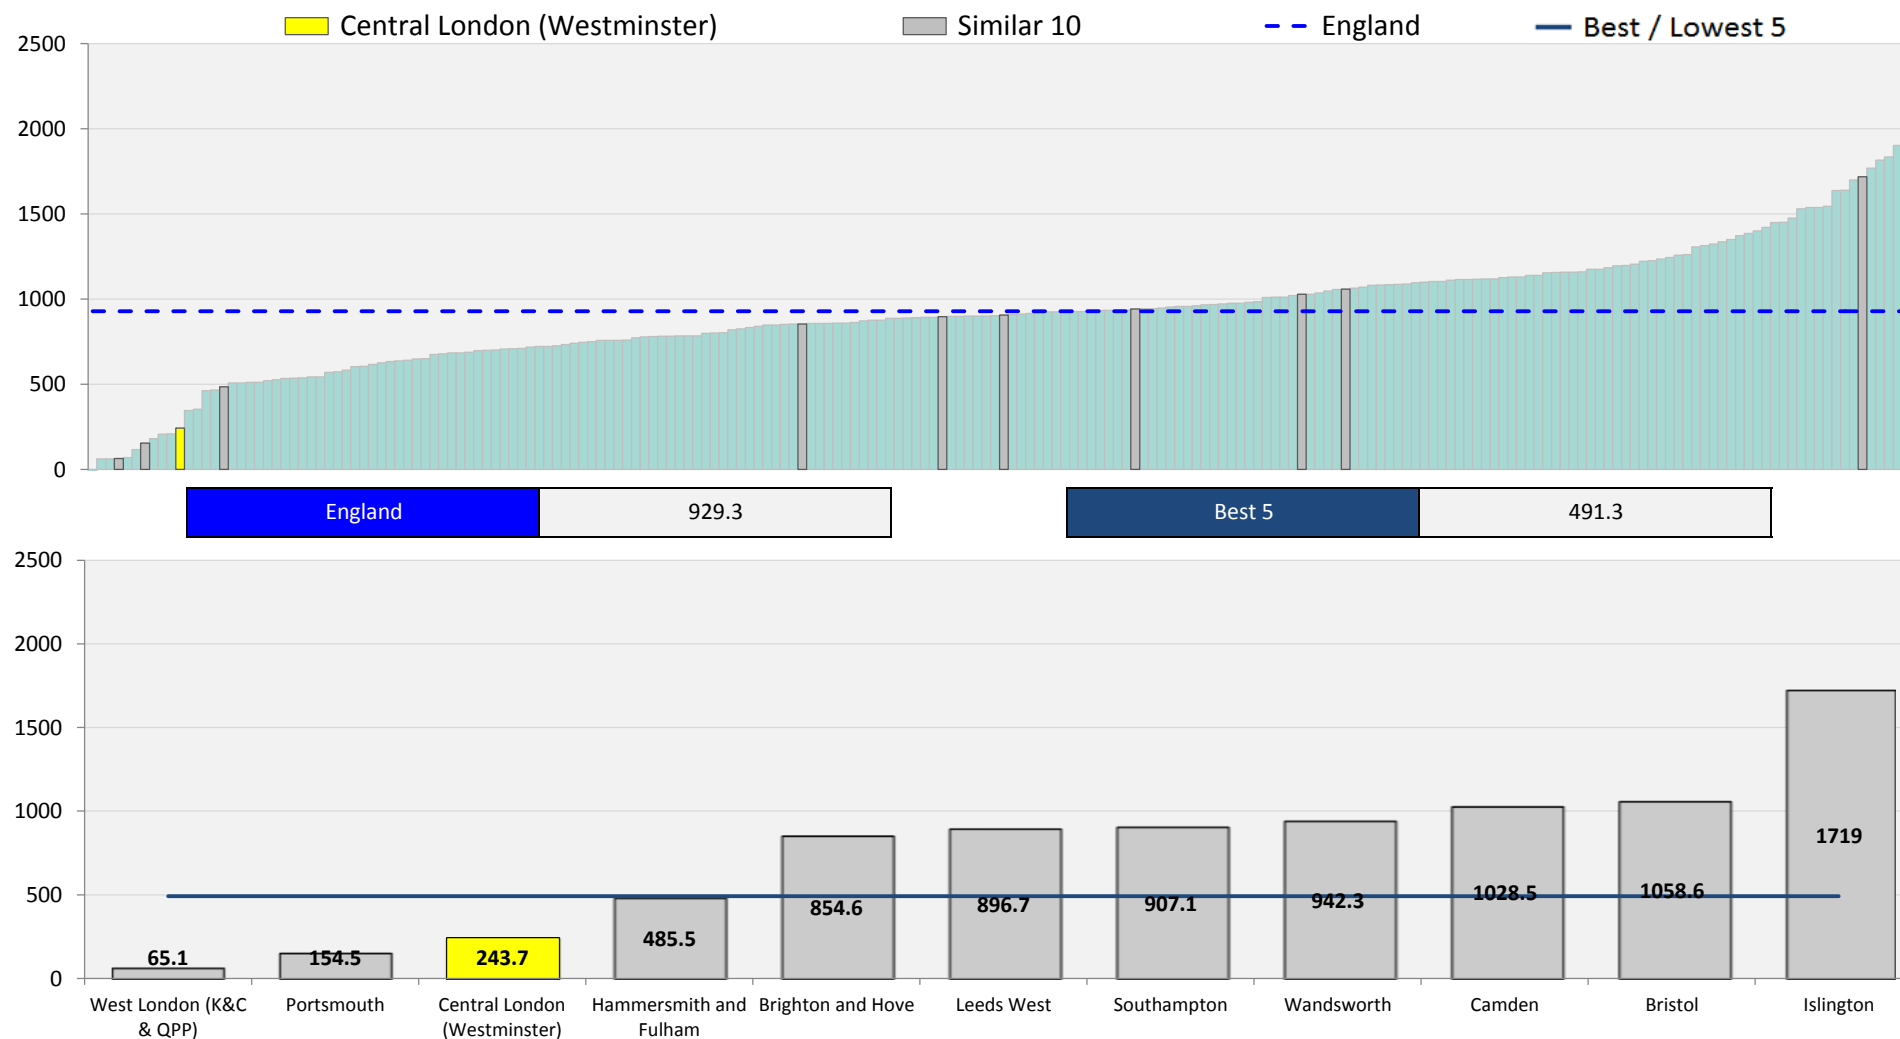 Central London (Westminster) Similar 10 England Best / Lowest 5
2500
2000
1500
1000
500
0
England 929.3 Best 5 491.3
2500
2000
1500
1000
500
0
65.1 154.5 243.7 485.5 854.6 896.7 907.1 942.3 1028.5 1058.6 1719
West London (K&C Portsmouth Central London Hammersmith and Brighton and Hove Leeds West Southampton Wandsworth Camden Bristol Islington
& QPP) (Westminster) Fulham